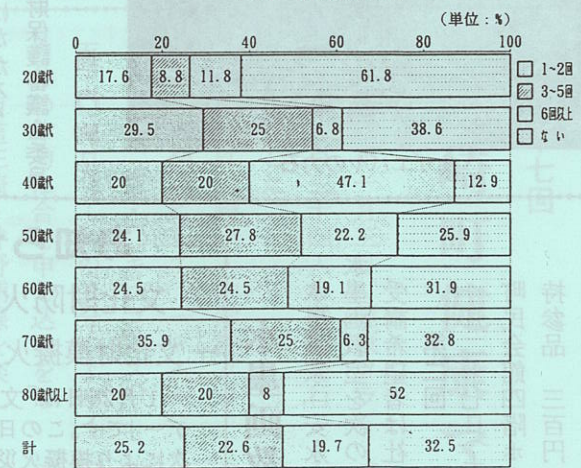 (単位:%)
0 20 40 60 80 100
20歳代 17.6 8.8 11.8 61.8
1~2回
3~5回
6回以上
ない
30歳代 29.5 25 6.8 38.6
40歳代 20 20 47.1 12.9
50歳代 24.1 27.8 22.2 25.9
60歳代 24.5 24.5 19.1 31.9
70歳代 35.9 25 6.3 32.8
80歳代以上 20 20 8 52
計 25.2 22.6 19.7 32.5